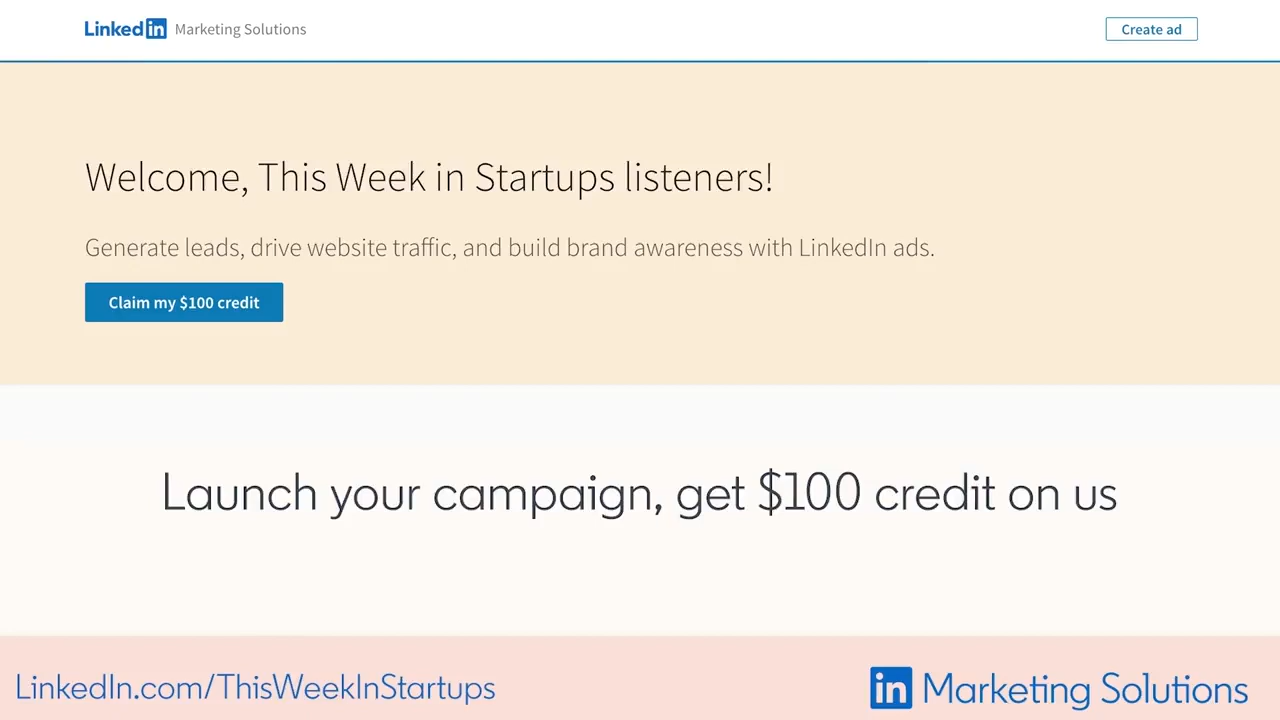 LinkedIn Marketing Solutions
Create ad
Welcome, This Week in Startups listeners!
Generate leads, drive website traffic, and build brand awareness with LinkedIn ads.
Claim my $100 credit
Launch your campaign, get $100 credit on us
LinkedIn.com/ThisWeekInStartups
in Marketing Solutions